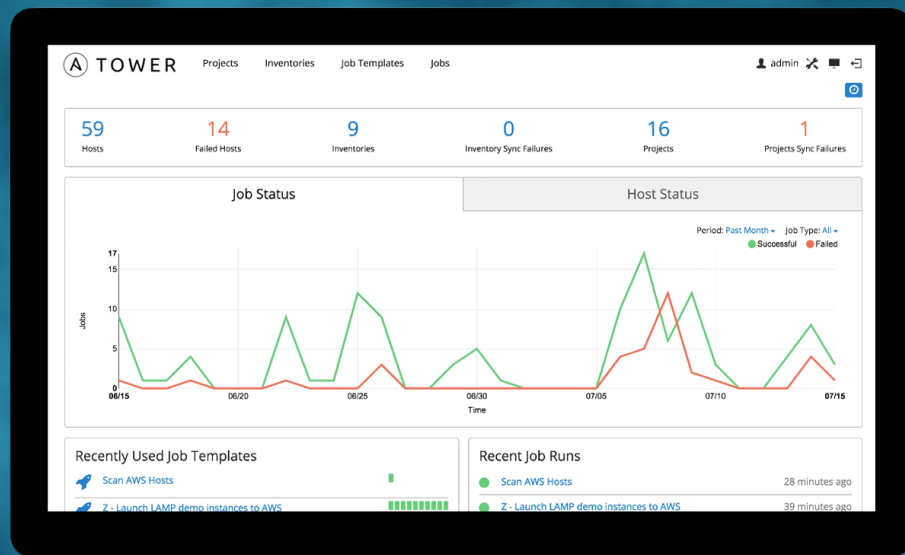 A TOWER Projects Inventories Job Templates Jobs admin
59 14 9 0 16 1
Hosts Failed Hosts Inventories Inventory Sync Failures Projects Projects Sync Failures
Job Status Host Status
Period: Past Month Job Type: All
Successful Failed
17
15
10
5
0
Jobs
06/15 06/20 06/25 06/30 07/05 07/10 07/15
Time
Recently Used Job Templates
Scan AWS Hosts
Z - Launch LAMP demo instances to AWS
Recent Job Runs
Scan AWS Hosts 28 minutes ago
Z - Launch LAMP demo instances to AWS 39 minutes ago